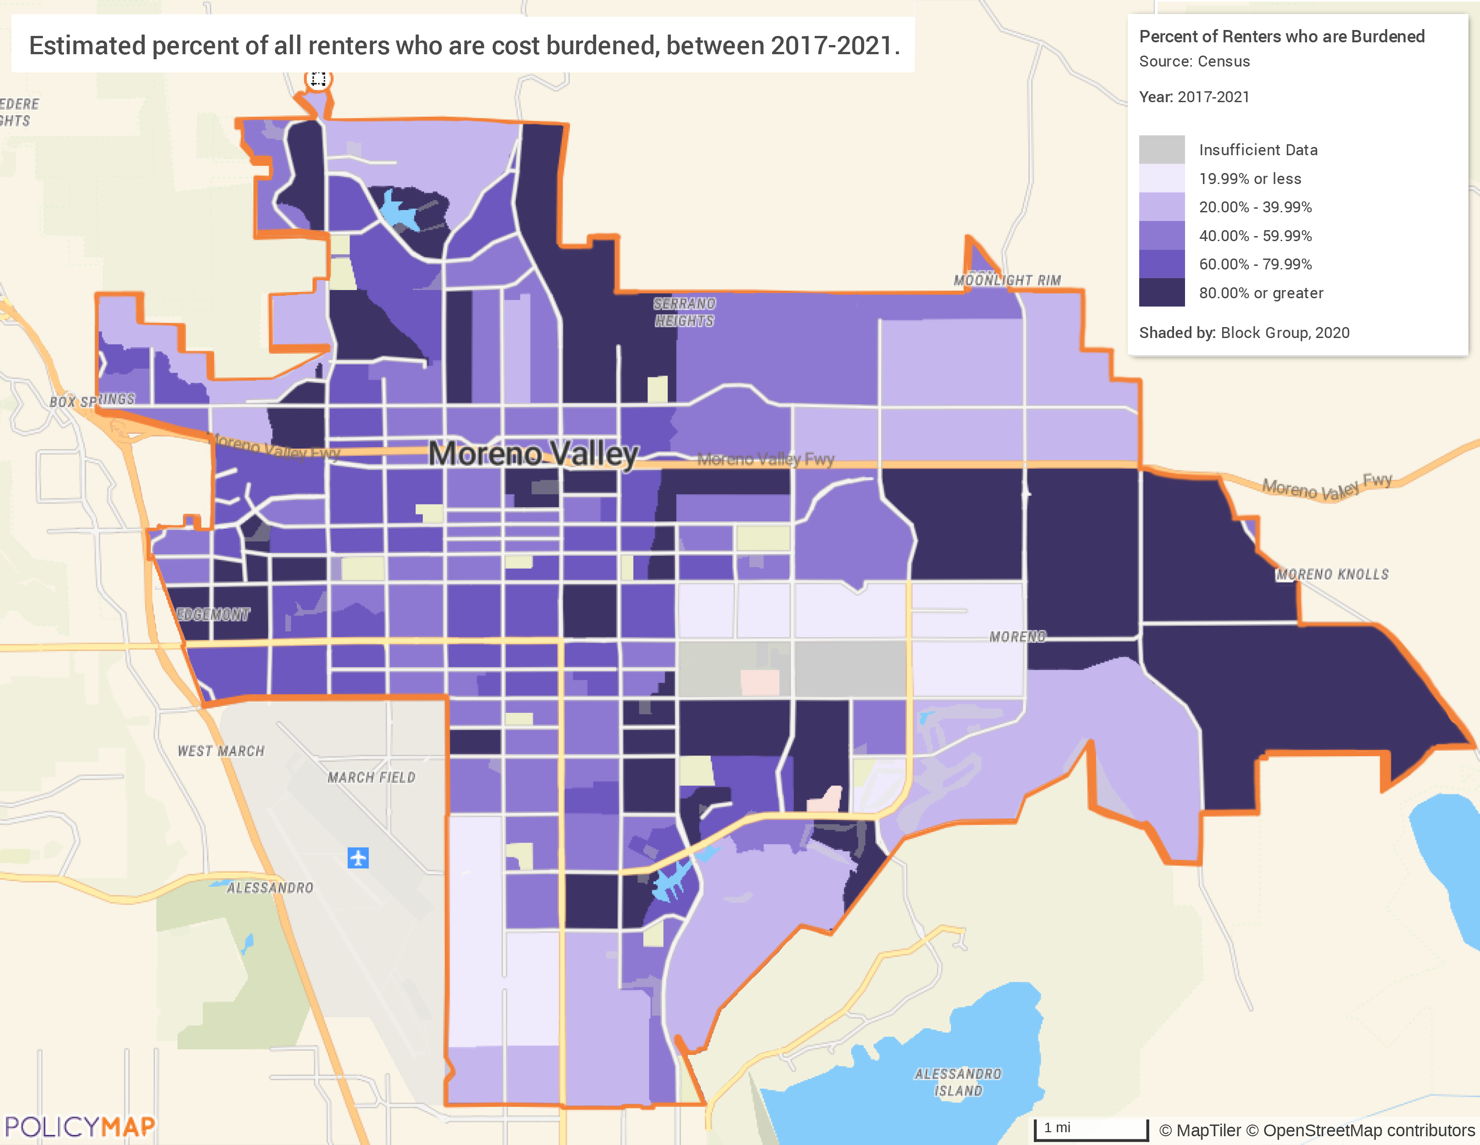 Estimated percent of all renters who are cost burdened, between 2017-2021.
Percent of Renters who are Burdened
Source: Census
Year: 2017-2021
Insufficient Data
19.99% or less
20.00% - 39.99%
40.00% - 59.99%
60.00% - 79.99%
80.00% or greater
Shaded by: Block Group, 2020
EDERE
GHTS
MOONLIGHT RIM
SERRANO
HEIGHTS
BOX SPRINGS
Moreno Valley Fwy
Moreno Valley
Moreno Valley Fwy
Moreno Valley Fwy
MORENO KNOLLS
EDGEMONT
MORENO
WEST MARCH
MARCH FIELD
ALESSANDRO
ALESSANDRO
ISLAND
POLICYMAP
1 mi
© MapTiler © OpenStreetMap contributors